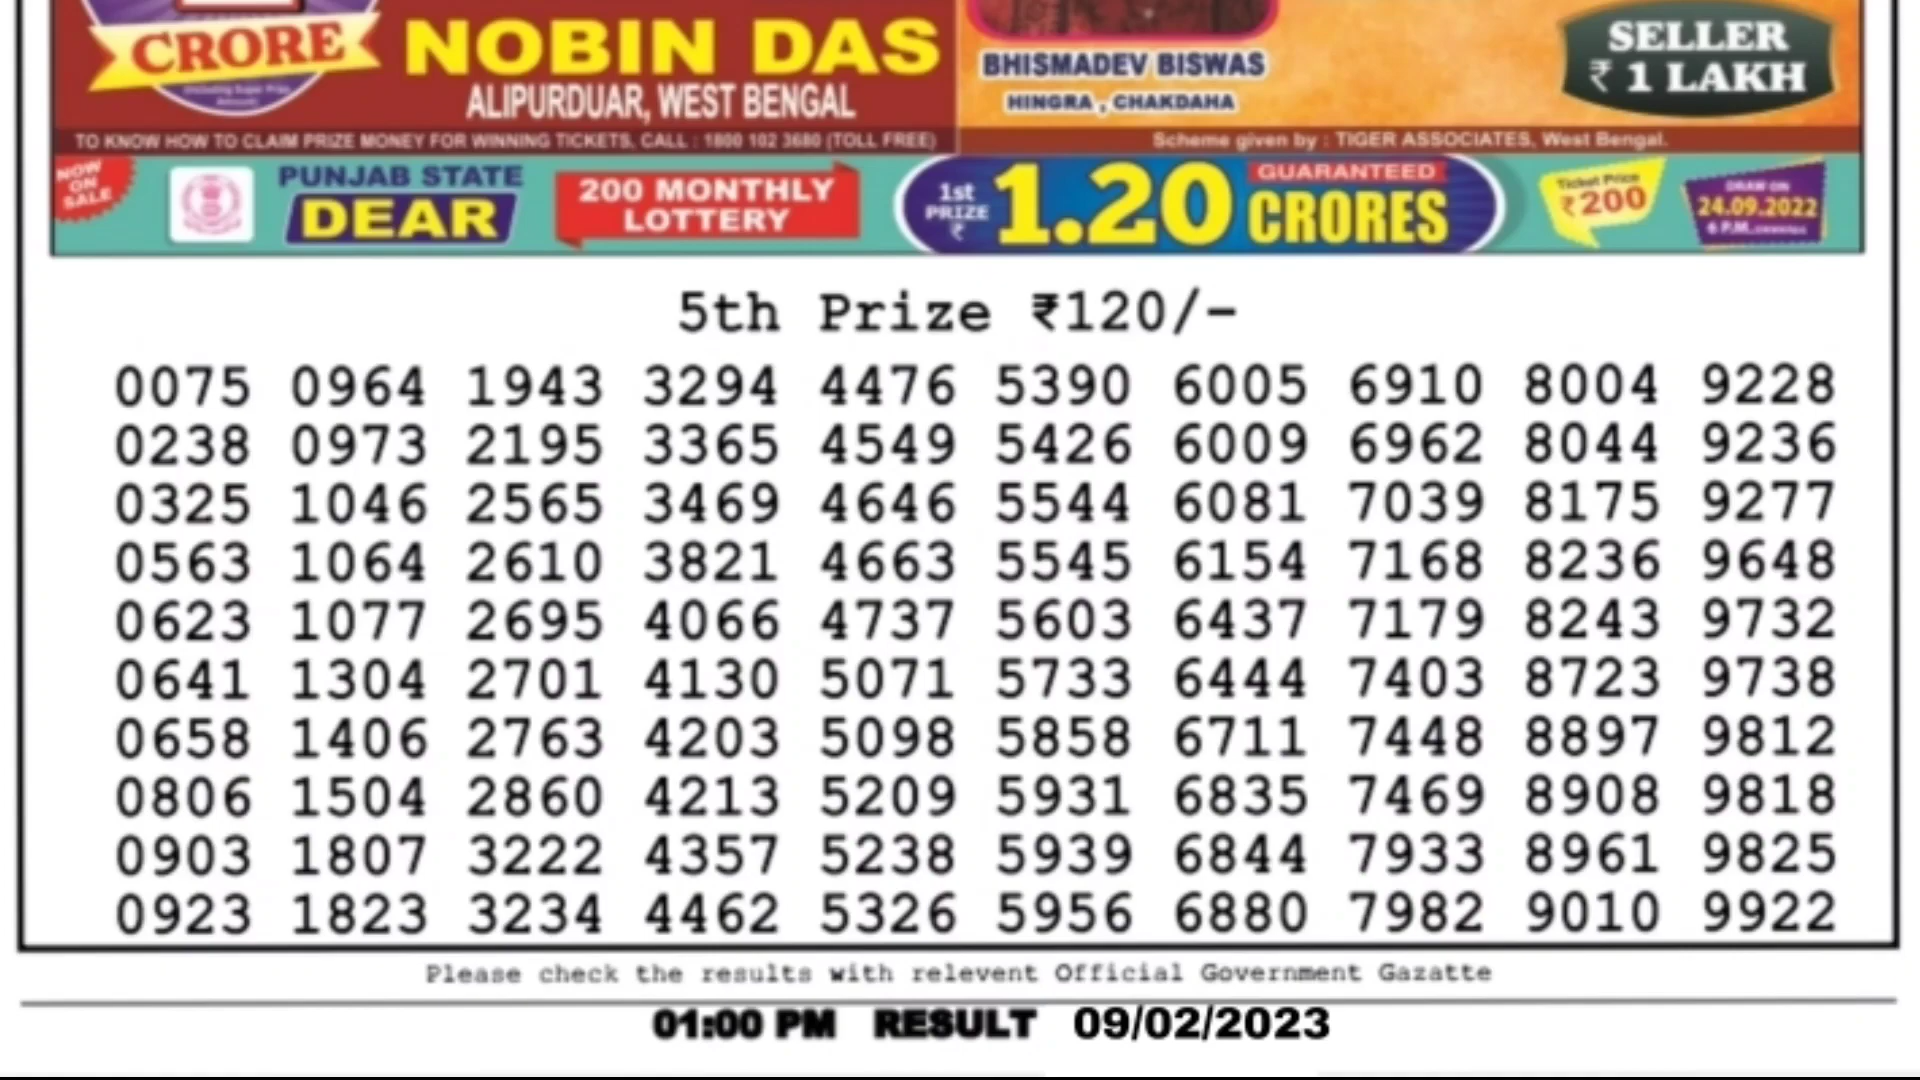 CRORE
NOBIN DAS
ALIPURDUAR, WEST BENGAL
BHISMADEV BISWAS
HINGRA , CHAKDAHA
SELLER
₹ 1 LAKH
TO KNOW HOW TO CLAIM PRIZE MONEY FOR WINNING TICKETS, CALL : 1800 102 3680 (TOLL FREE)
Scheme given by : TIGER ASSOCIATES, West Bengal.
NOW
ON
SALE
PUNJAB STATE
DEAR
200 MONTHLY
LOTTERY
1st
PRIZE
₹
1.20
GUARANTEED
CRORES
Ticket Price
₹200
DRAW ON
24.09.2022
6 P.M.
5th Prize ₹120/-
0075 0964 1943 3294 4476 5390 6005 6910 8004 9228
0238 0973 2195 3365 4549 5426 6009 6962 8044 9236
0325 1046 2565 3469 4646 5544 6081 7039 8175 9277
0563 1064 2610 3821 4663 5545 6154 7168 8236 9648
0623 1077 2695 4066 4737 5603 6437 7179 8243 9732
0641 1304 2701 4130 5071 5733 6444 7403 8723 9738
0658 1406 2763 4203 5098 5858 6711 7448 8897 9812
0806 1504 2860 4213 5209 5931 6835 7469 8908 9818
0903 1807 3222 4357 5238 5939 6844 7933 8961 9825
0923 1823 3234 4462 5326 5956 6880 7982 9010 9922
Please check the results with relevent Official Government Gazatte
01:00 PM RESULT 09/02/2023